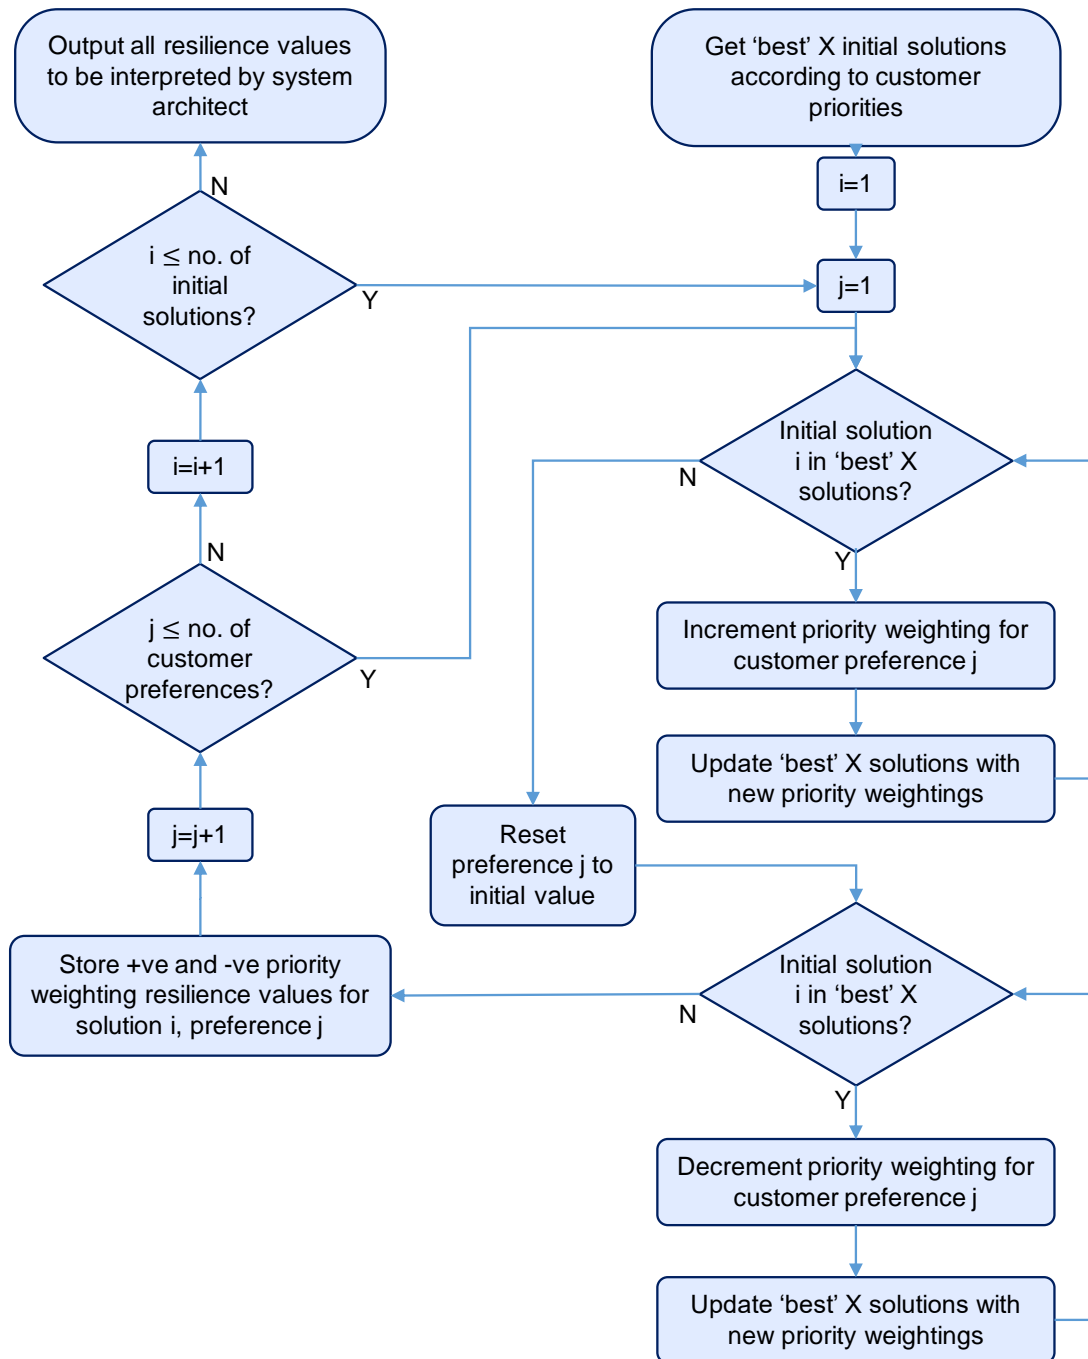 Output all resilience values
to be interpreted by system
architect
Get ‘best’ X initial solutions
according to customer
priorities
i=1
N
i ≤ no. of
initial
solutions?
Y
j=1
i=i+1
Initial solution
i in ‘best’ X
solutions?
N
Y
N
j ≤ no. of
customer
preferences?
Y
Increment priority weighting for
customer preference j
Update ‘best’ X solutions with
new priority weightings
j=j+1
Reset
preference j to
initial value
Store +ve and -ve priority
weighting resilience values for
solution i, preference j
Initial solution
i in ‘best’ X
solutions?
N
Y
Decrement priority weighting for
customer preference j
Update ‘best’ X solutions with
new priority weightings